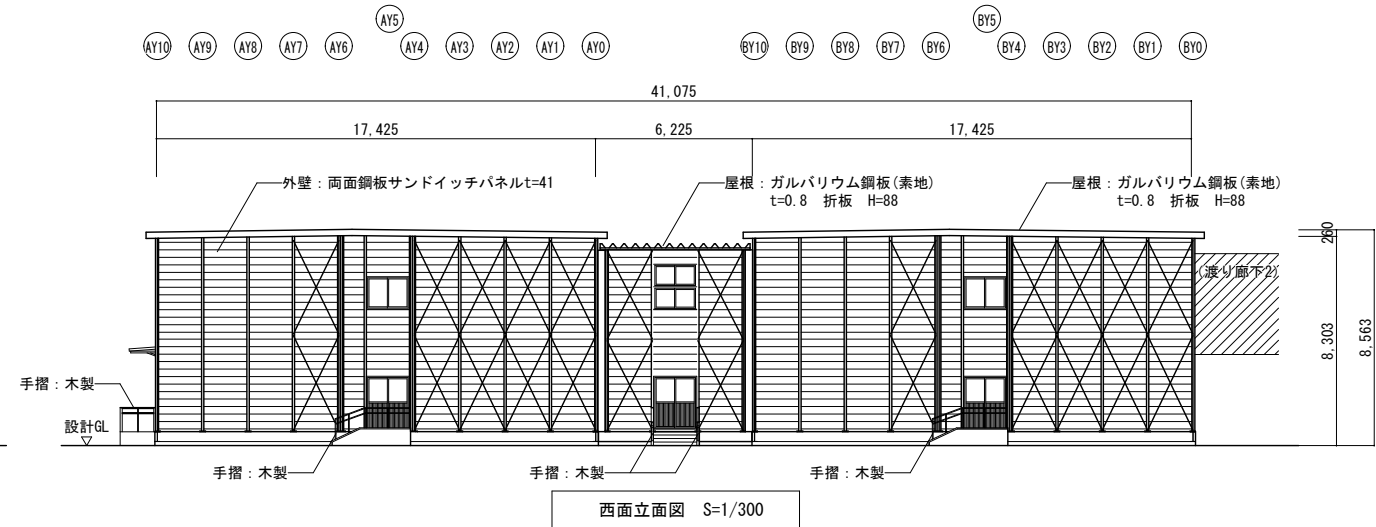 AY5
BY5
AY10 AY9 AY8 AY7 AY6 AY4 AY3 AY2 AY1 AY0 BY10 BY9 BY8 BY7 BY6 BY4 BY3 BY2 BY1 BY0
41,075
17,425 6,225 17,425
外壁：両面鋼板サンドイッチパネルt=41
屋根：ガルバリウム鋼板(素地)
t=0.8 折板 H=88
屋根：ガルバリウム鋼板(素地)
t=0.8 折板 H=88
260
(渡り廊下2)
8,303
8,563
手摺：木製
設計GL
手摺：木製
手摺：木製
手摺：木製
西面立面図 S=1/300